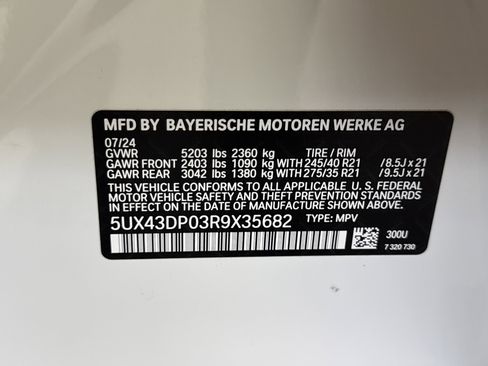 MFD BY BAYERISCHE MOTOREN WERKE AG
07/24
GVWR 5203 lbs 2360 kg TIRE / RIM
GAWR FRONT 2403 lbs 1090 kg WITH 245/40 R21 /8.5J x 21
GAWR REAR 3042 lbs 1380 kg WITH 275/35 R21 /9.5J x 21
THIS VEHICLE CONFORMS TO ALL APPLICABLE U. S. FEDERAL
MOTOR VEHICLE SAFETY STANDARDS IN EFFECT ON THE
DATE OF MANUFACTURE SHOWN ABOVE.
5UX43DP03R9X35682 TYPE: MPV
300U
7 320 730